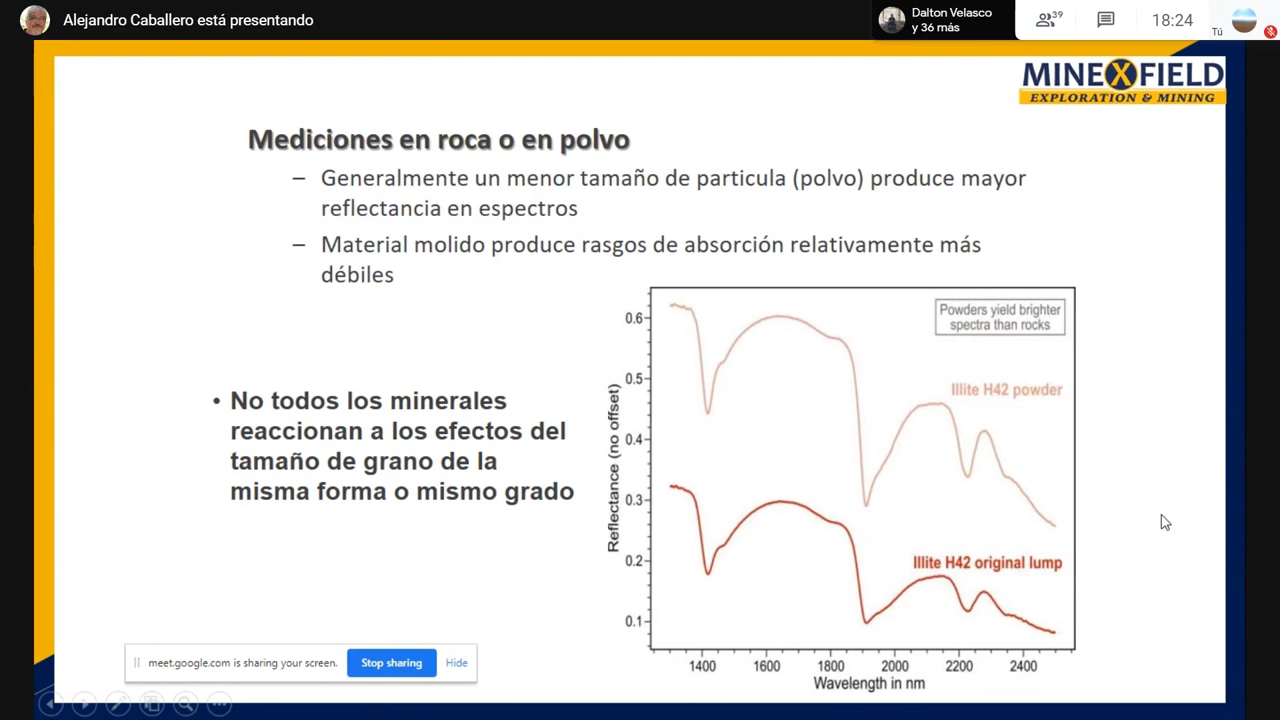 Alejandro Caballero está presentando
Dalton Velasco
y 36 más
39
18:24
Tú
MINEXFIELD
EXPLORATION & MINING
Mediciones en roca o en polvo
– Generalmente un menor tamaño de particula (polvo) produce mayor
reflectancia en espectros
– Material molido produce rasgos de absorción relativamente más
débiles
• No todos los minerales
reaccionan a los efectos del
tamaño de grano de la
misma forma o mismo grado
Powders yield brighter
spectra than rocks
Illite H42 powder
Illite H42 original lump
Reflectance (no offset)
0.6
0.5
0.4
0.3
0.2
0.1
1400 1600 1800 2000 2200 2400
Wavelength in nm
meet.google.com is sharing your screen.
Stop sharing
Hide